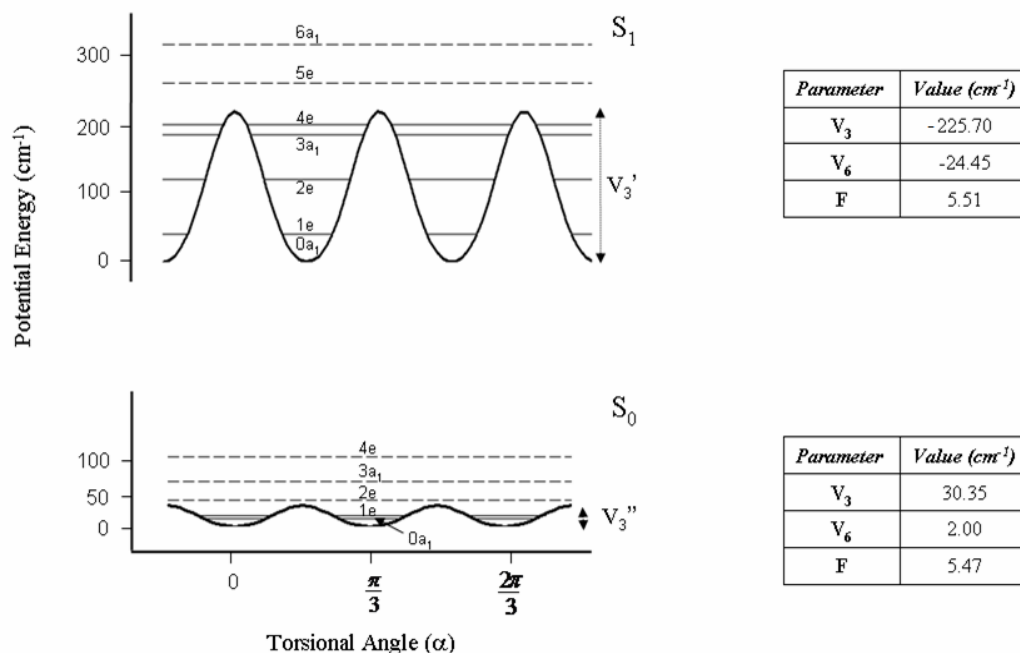 S₁
6a₁
300
5e
4e
200
3a₁
V₃'
2e
100
1e
0a₁
0
Potential Energy (cm⁻¹)
Parameter Value (cm⁻¹)
V₃ -225.70
V₆ -24.45
F 5.51
S₀
4e
100
3a₁
50
2e
1e
V₃''
0
0a₁
0 π/3 2π/3
Torsional Angle (α)
Parameter Value (cm⁻¹)
V₃ 30.35
V₆ 2.00
F 5.47